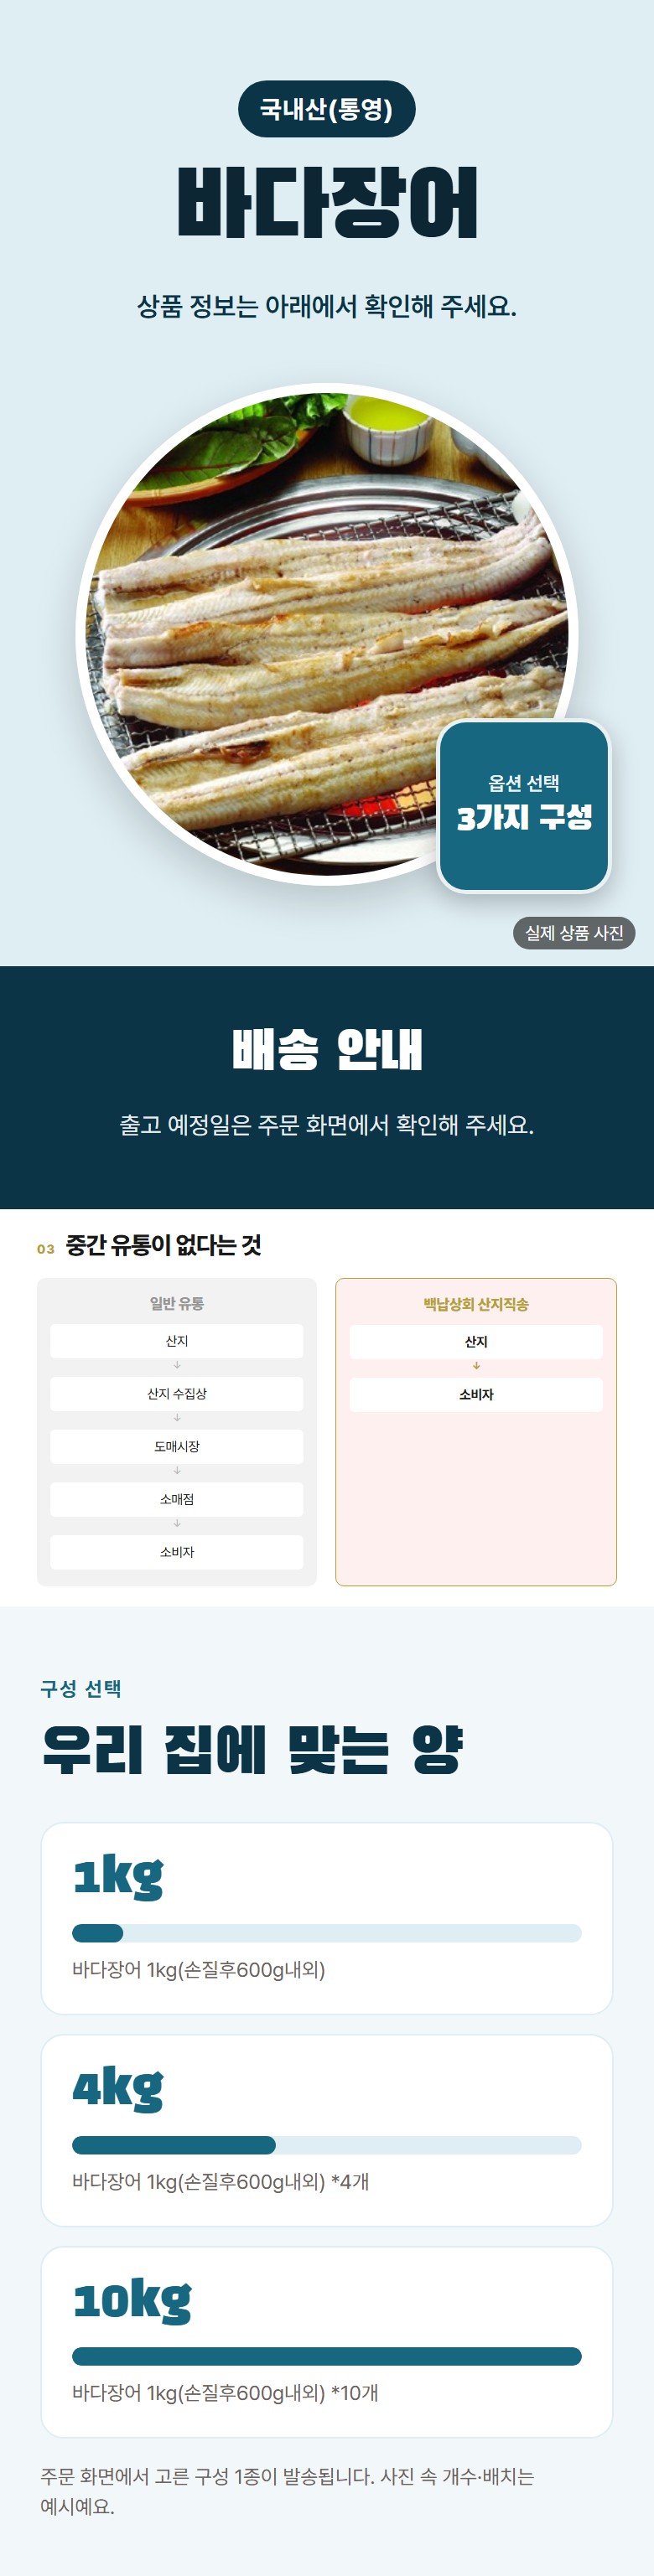 국내산(통영)
바다장어
상품 정보는 아래에서 확인해 주세요.
옵션 선택
3가지 구성
실제 상품 사진
배송 안내
출고 예정일은 주문 화면에서 확인해 주세요.
03 중간 유통이 없다는 것
일반 유통
산지
↓
산지 수집상
↓
도매시장
↓
소매점
↓
소비자
백납상회 산지직송
산지
↓
소비자
구성 선택
우리 집에 맞는 양
1kg
바다장어 1kg(손질후600g내외)
4kg
바다장어 1kg(손질후600g내외) *4개
10kg
바다장어 1kg(손질후600g내외) *10개
주문 화면에서 고른 구성 1종이 발송됩니다. 사진 속 개수·배치는
예시예요.